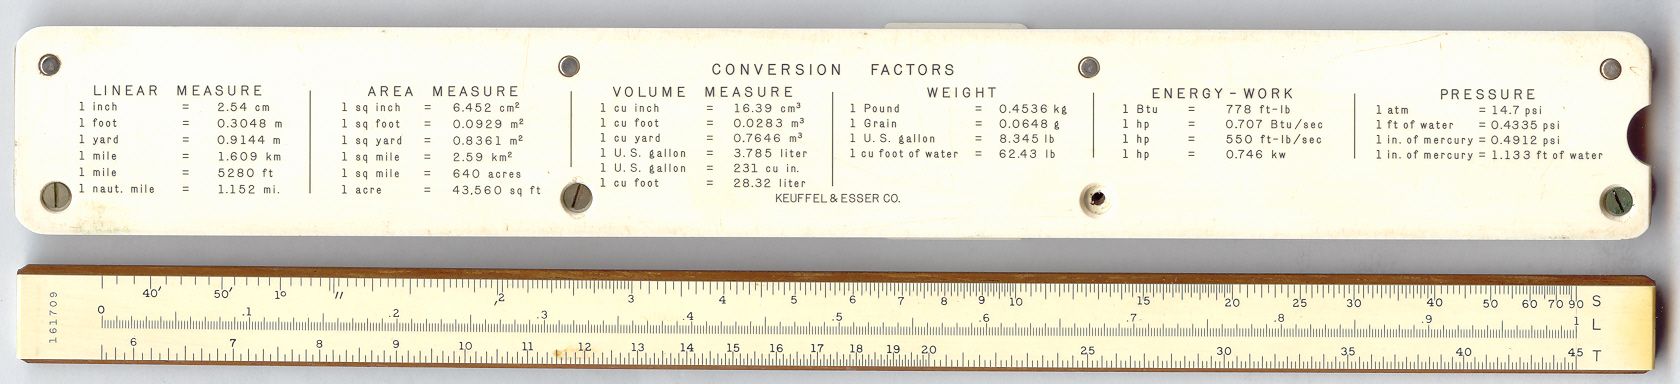 CONVERSION FACTORS
LINEAR MEASURE
1 inch = 2.54 cm
1 foot = 0.3048 m
1 yard = 0.9144 m
1 mile = 1.609 km
1 mile = 5280 ft
1 naut. mile = 1.152 mi.
AREA MEASURE
1 sq inch = 6.452 cm²
1 sq foot = 0.0929 m²
1 sq yard = 0.8361 m²
1 sq mile = 2.59 km²
1 sq mile = 640 acres
1 acre = 43,560 sq ft
VOLUME MEASURE
1 cu inch = 16.39 cm³
1 cu foot = 0.0283 m³
1 cu yard = 0.7646 m³
1 U.S. gallon = 3.785 liter
1 U.S. gallon = 231 cu in.
1 cu foot = 28.32 liter
WEIGHT
1 Pound = 0.4536 kg
1 Grain = 0.0648 g
1 U.S. gallon = 8.345 lb
1 cu foot of water = 62.43 lb
ENERGY-WORK
1 Btu = 778 ft-lb
1 hp = 0.707 Btu/sec
1 hp = 550 ft-lb/sec
1 hp = 0.746 kw
PRESSURE
1 atm = 14.7 psi
1 ft of water = 0.4335 psi
1 in. of mercury = 0.4912 psi
1 in. of mercury = 1.133 ft of water
KEUFFEL & ESSER CO.
161709
40′ 50′ 1° ″ 2 3 4 5 6 7 8 9 10 15 20 25 30 40 50 60 70 90 S
0 .1 .2 .3 .4 .5 .6 .7 .8 .9 1 L
6 7 8 9 10 11 12 13 14 15 16 17 18 19 20 25 30 35 40 45 T